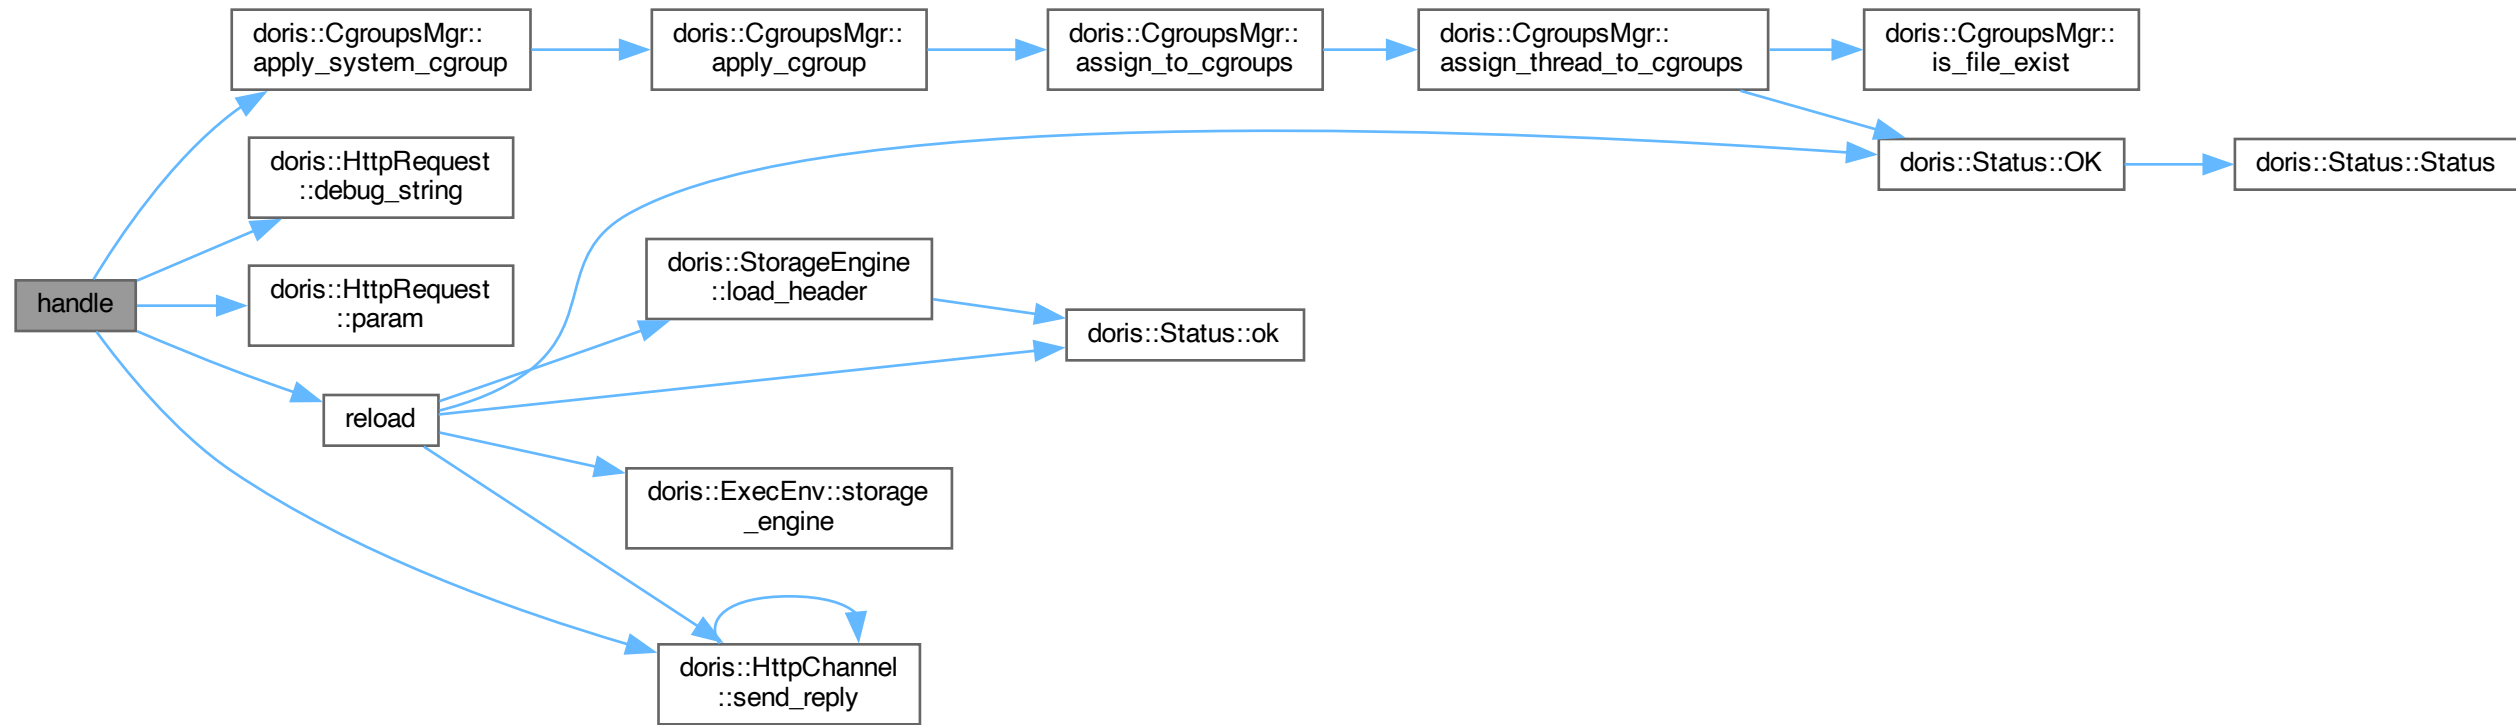 doris::CgroupsMgr::
apply_system_cgroup
doris::CgroupsMgr::
apply_cgroup
doris::CgroupsMgr::
assign_to_cgroups
doris::CgroupsMgr::
assign_thread_to_cgroups
doris::CgroupsMgr::
is_file_exist
doris::HttpRequest
::debug_string
doris::Status::OK
doris::Status::Status
handle
doris::HttpRequest
::param
doris::StorageEngine
::load_header
doris::Status::ok
reload
doris::ExecEnv::storage
_engine
doris::HttpChannel
::send_reply